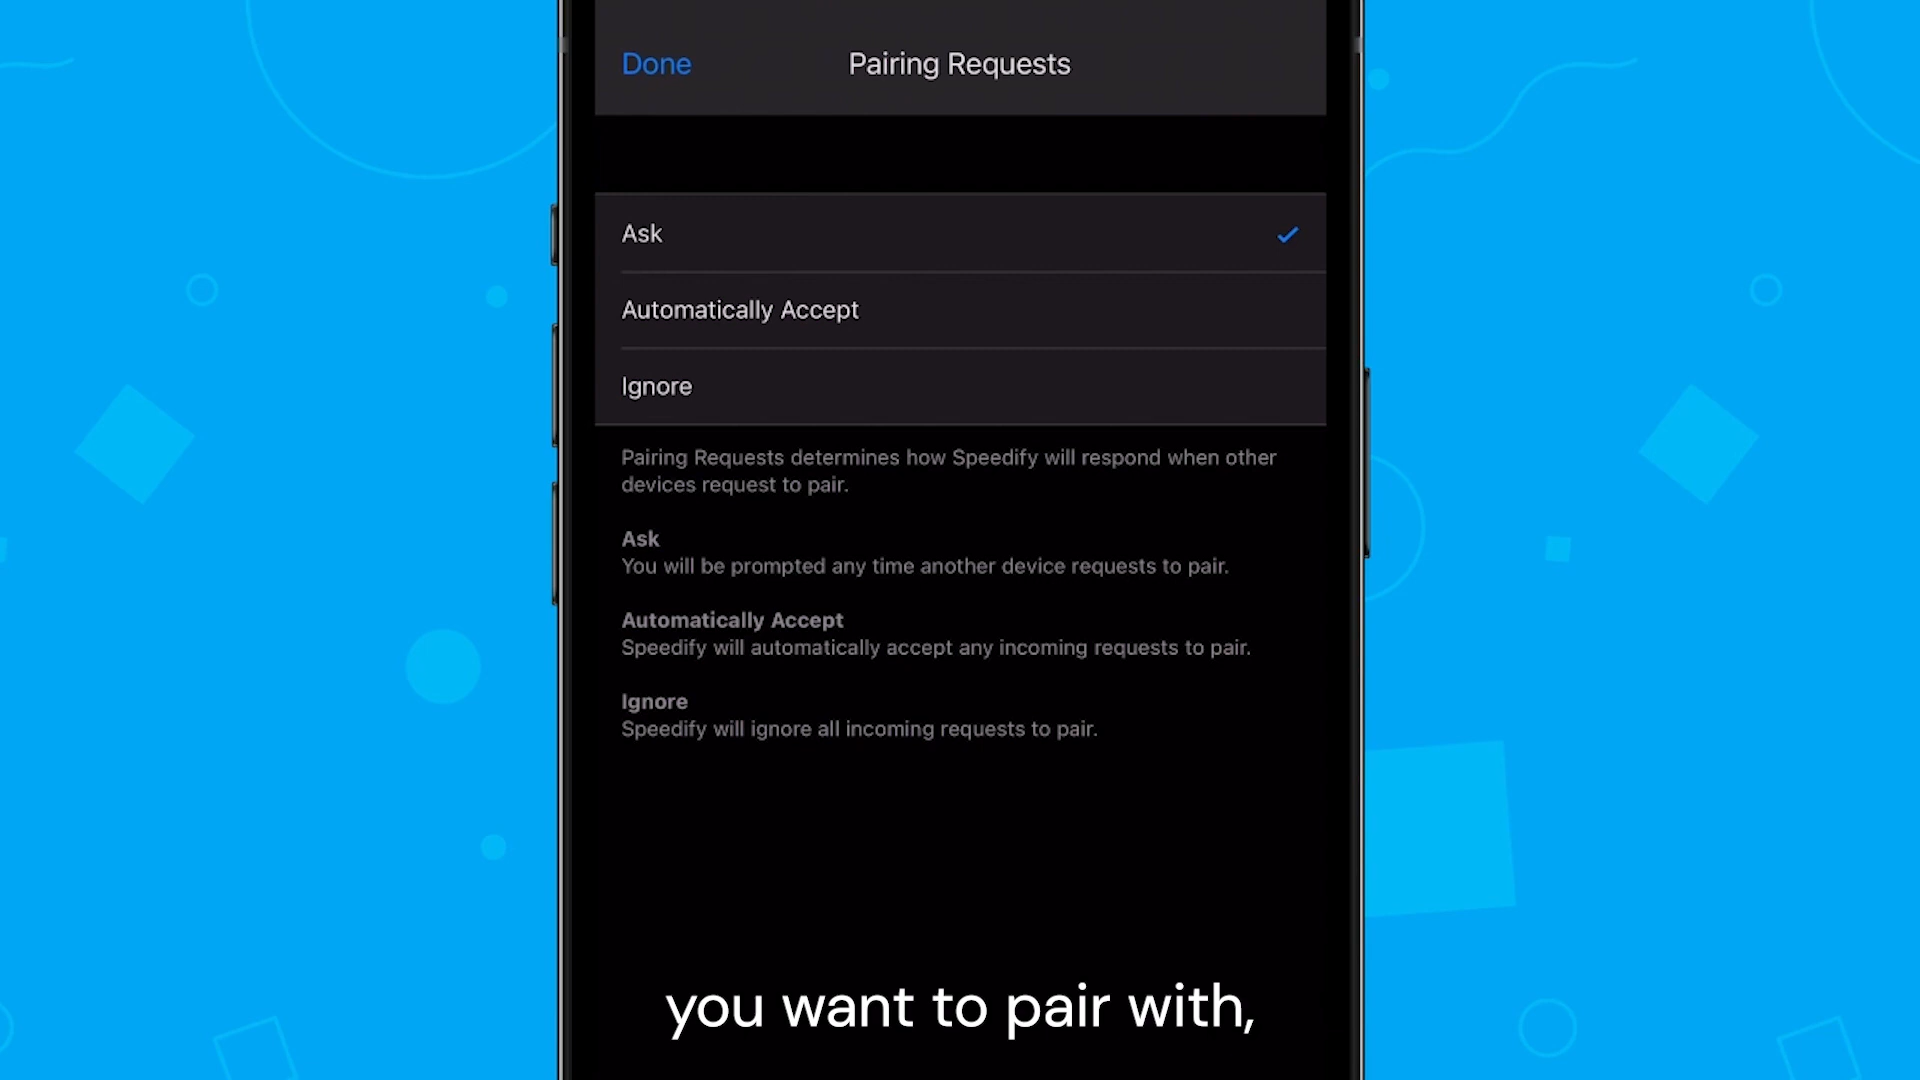 Done
Pairing Requests
Ask
Automatically Accept
Ignore
Pairing Requests determines how Speedify will respond when other
devices request to pair.
Ask
You will be prompted any time another device requests to pair.
Automatically Accept
Speedify will automatically accept any incoming requests to pair.
Ignore
Speedify will ignore all incoming requests to pair.
you want to pair with,